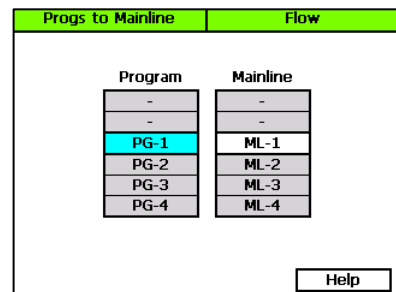 Progs to Mainline Flow
Program Mainline
- -
- -
PG-1 ML-1
PG-2 ML-2
PG-3 ML-3
PG-4 ML-4
Help